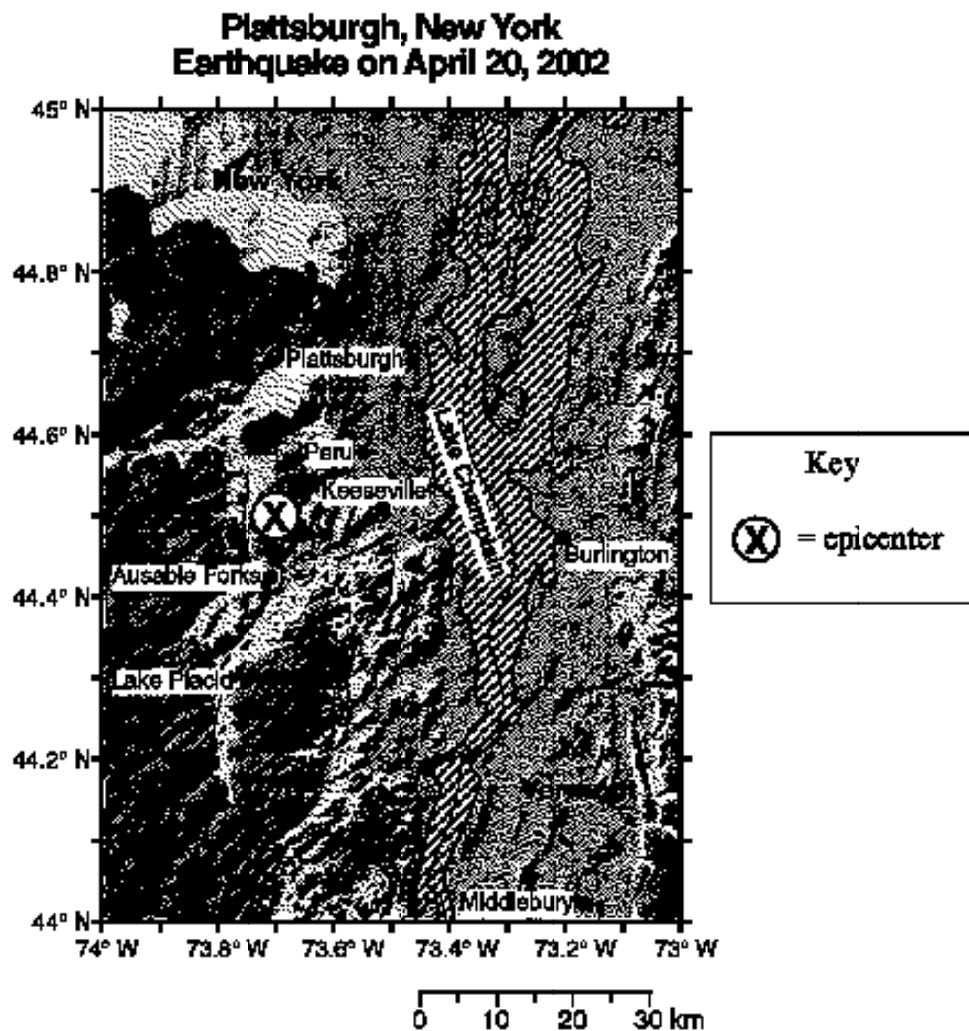 Plattsburgh, New York
Earthquake on April 20, 2002
45° N
New York
44.8° N
Plattsburgh
44.6° N
Peru
Keeseville
Lake Champlain
Burlington
Ausable Forks
44.4° N
Lake Placid
44.2° N
Middlebury
44° N
74° W
73.8° W
73.6° W
73.4° W
73.2° W
73° W
0
10
20
30 km
Key
X = epicenter
X